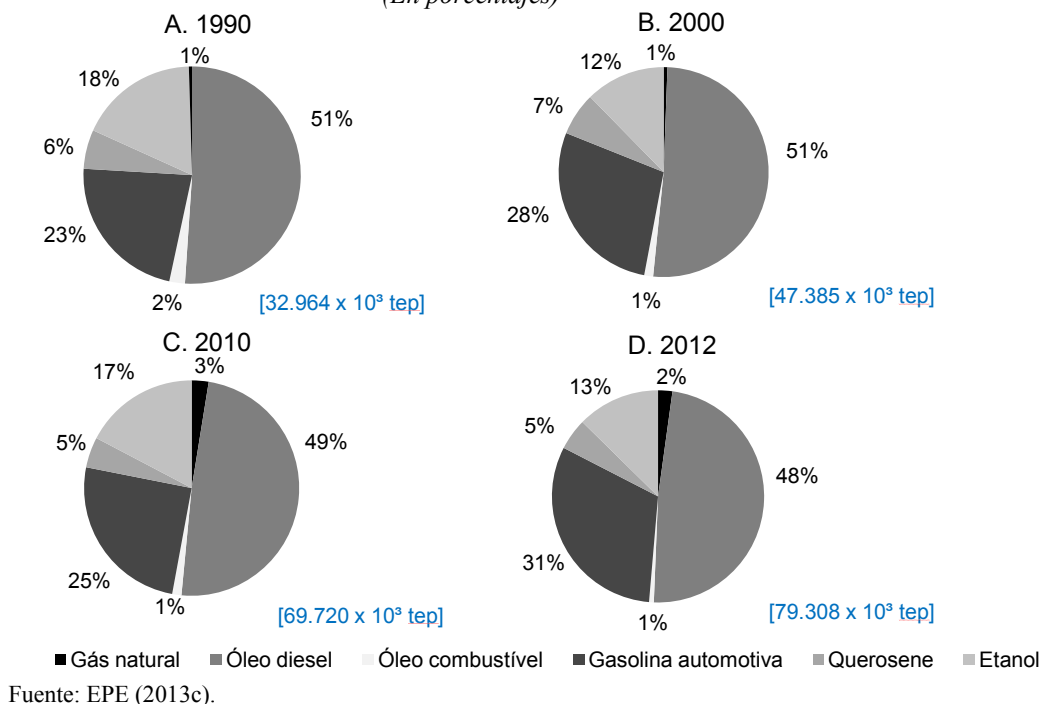 (En porcentajes)
A. 1990
1%
18%
51%
6%
23%
2%
[32.964 x 10³ tep]
B. 2000
1%
12%
7%
51%
28%
1%
[47.385 x 10³ tep]
C. 2010
3%
17%
5%
49%
25%
1%
[69.720 x 10³ tep]
D. 2012
2%
13%
5%
48%
31%
1%
[79.308 x 10³ tep]
Gás natural Óleo diesel Óleo combustível Gasolina automotiva Querosene Etanol
Fuente: EPE (2013c).